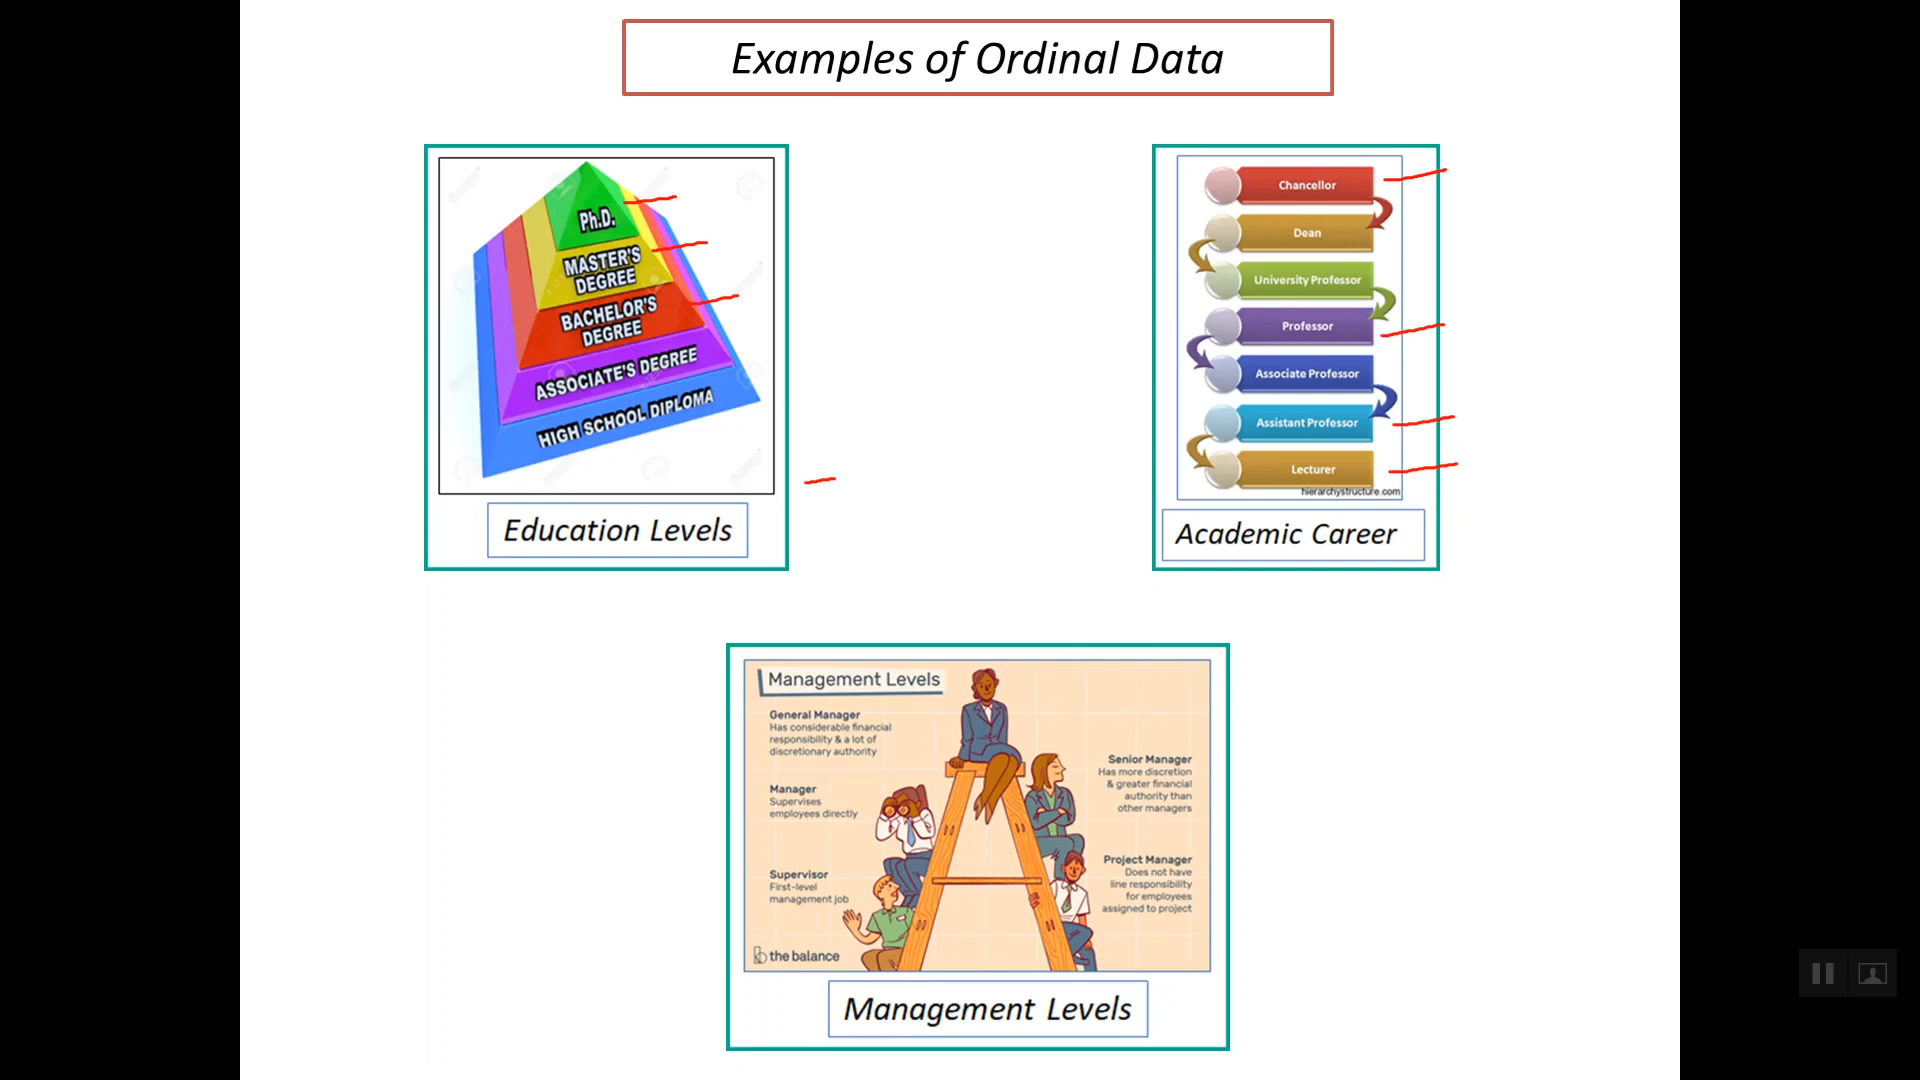 Examples of Ordinal Data
Ph.D.
MASTER'S
DEGREE
BACHELOR'S
DEGREE
ASSOCIATE'S DEGREE
HIGH SCHOOL DIPLOMA
Education Levels
Chancellor
Dean
University Professor
Professor
Associate Professor
Assistant Professor
Lecturer
hierarchystructure.com
Academic Career
Management Levels
General Manager
Has considerable financial
responsibility & a lot of
discretionary authority
Manager
Supervises
employees directly
Supervisor
First-level
management job
Senior Manager
Has more discretion
& greater financial
authority than
other managers
Project Manager
Does not have
line responsibility
for employees
assigned to project
the balance
Management Levels